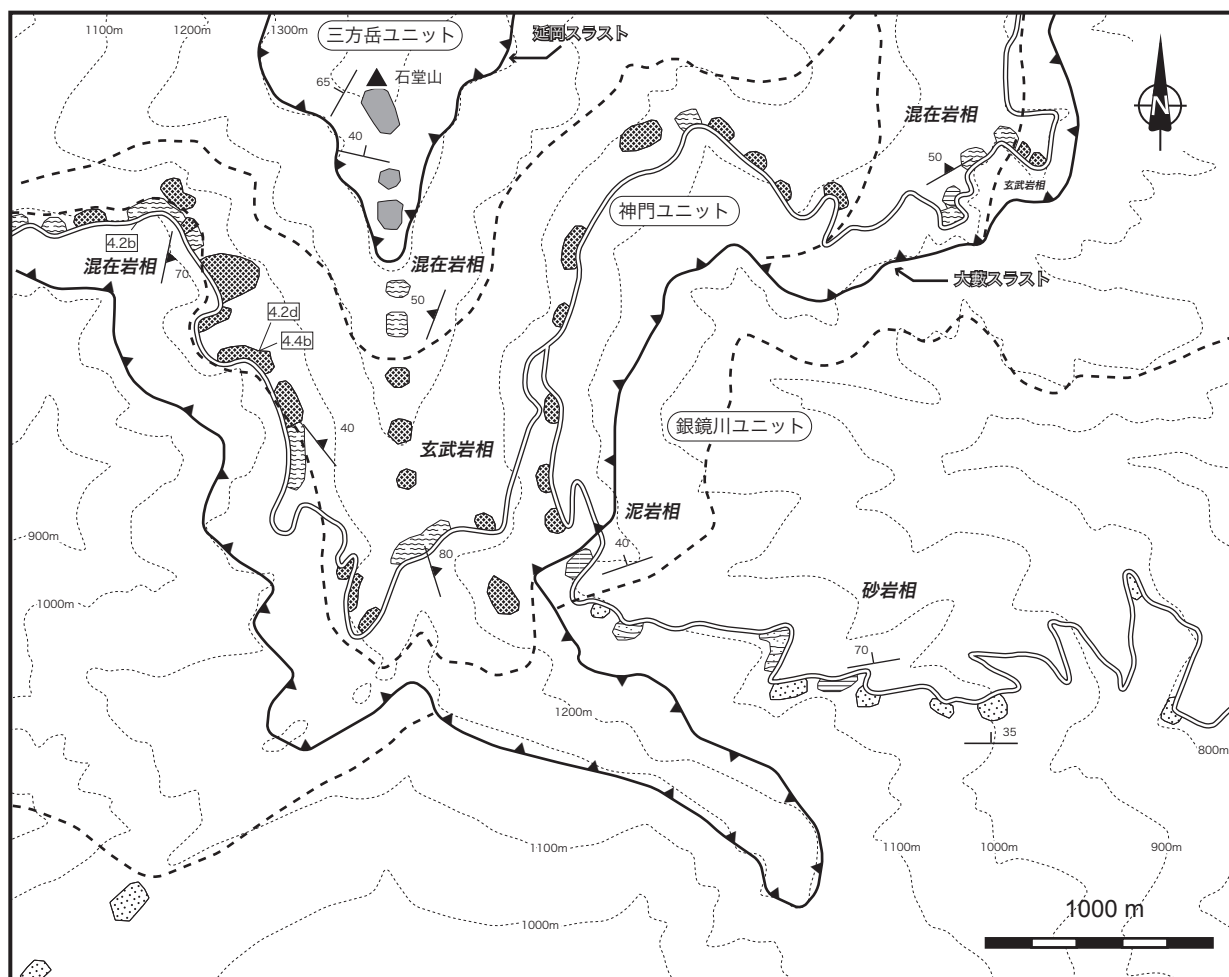 1100m
1200m
1300m
三方岳ユニット
延岡スラスト
65
石堂山
40
混在岩相
N
50
玄武岩相
神門ユニット
4.2b
混在岩相
70
混在岩相
50
大藪スラスト
4.2d
4.4b
40
玄武岩相
銀鏡川ユニット
泥岩相
900m
80
40
砂岩相
1000m
70
1200m
35
800m
1100m
1100m
1000m
900m
1000m
1000 m